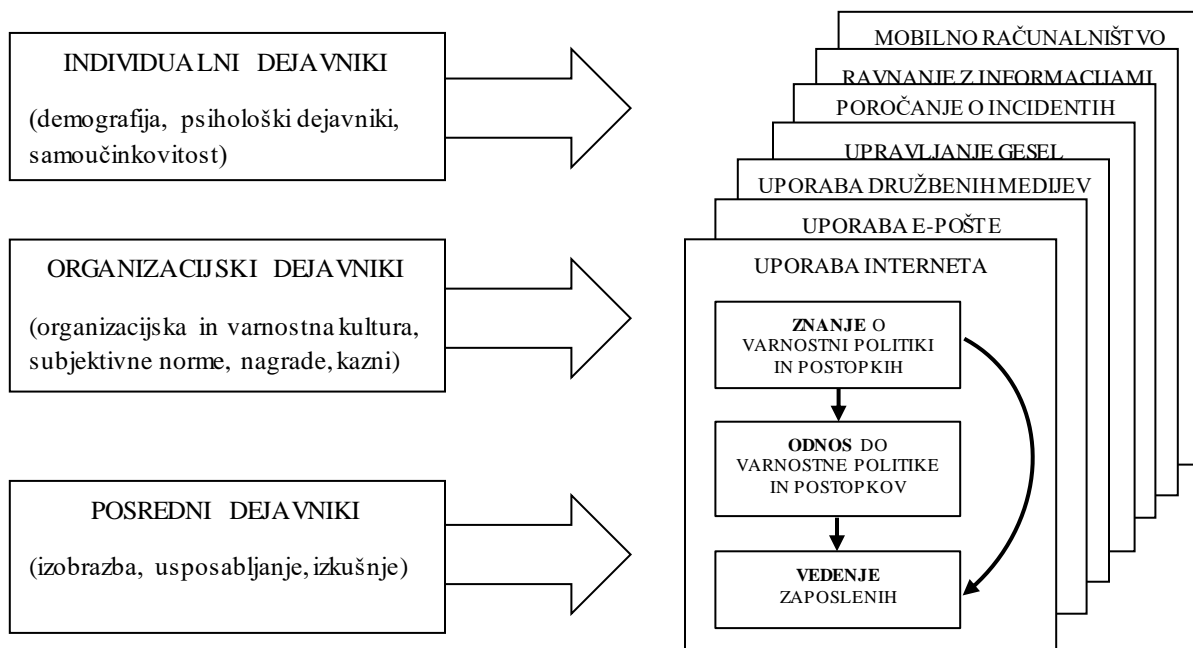 INDIVIDUALNI DEJAVNIKI
(demografija, psihološki dejavniki,
samoučinkovitost)
ORGANIZACIJSKI DEJAVNIKI
(organizacijska in varnostna kultura,
subjektivne norme, nagrade, kazni)
POSREDNI DEJAVNIKI
(izobrazba, usposabljanje, izkušnje)
MOBILNO RAČUNALNIŠTVO
RAVNANJE Z INFORMACIJAMI
POROČANJE O INCIDENTIH
UPRAVLJANJE GESEL
UPORABA DRUŽBENIH MEDIJEV
UPORABA E-POŠTE
UPORABA INTERNETA
ZNANJE O
VARNOSTNI POLITIKI
IN POSTOPKIH
ODNOS DO
VARNOSTNE POLITIKE
IN POSTOPKOV
VEDENJE
ZAPOSLENIH